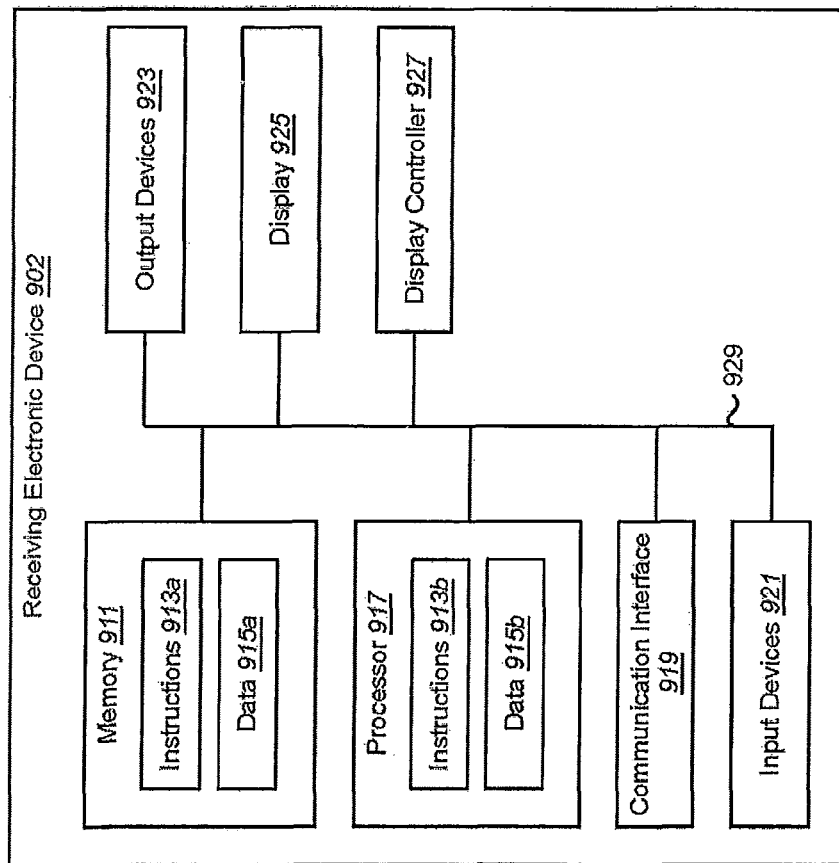 Receiving Electronic Device 902
Memory 911
Instructions 913a
Data 915a
Processor 917
Instructions 913b
Data 915b
Communication Interface
919
Input Devices 921
Output Devices 923
Display 925
Display Controller 927
929